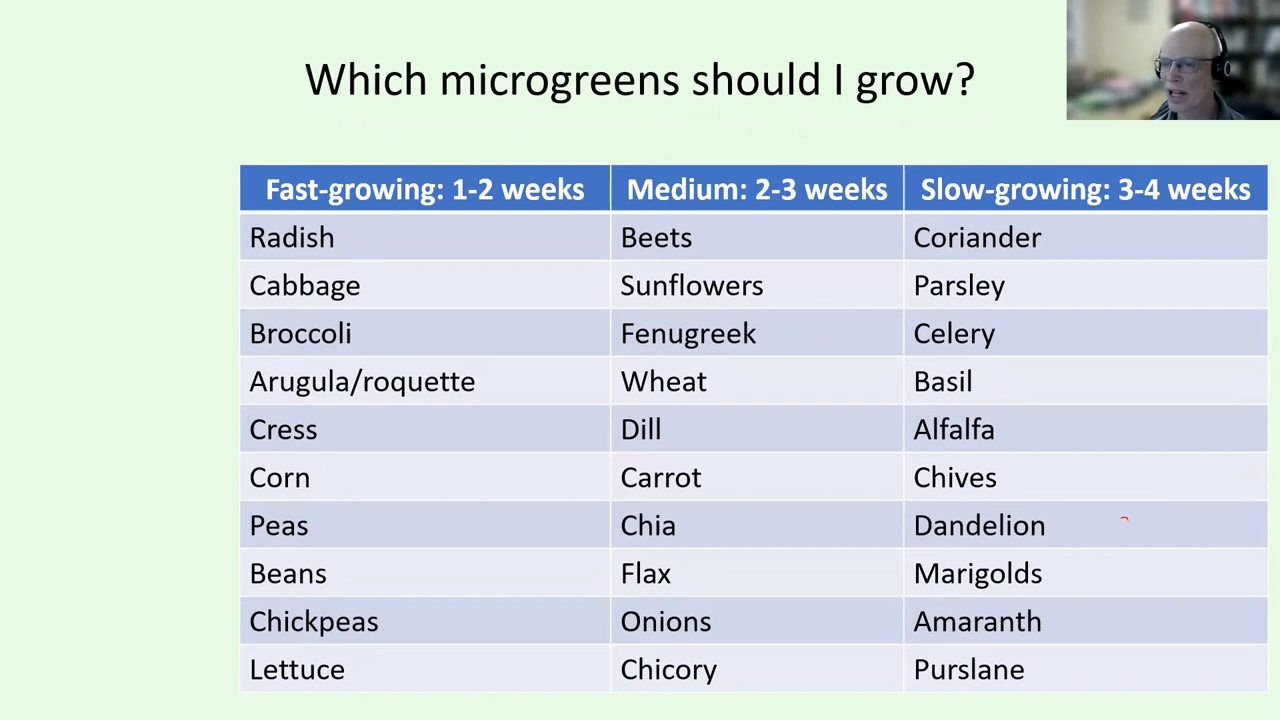 Which microgreens should I grow?
Fast-growing: 1-2 weeks Medium: 2-3 weeks Slow-growing: 3-4 weeks
Radish Beets Coriander
Cabbage Sunflowers Parsley
Broccoli Fenugreek Celery
Arugula/roquette Wheat Basil
Cress Dill Alfalfa
Corn Carrot Chives
Peas Chia Dandelion
Beans Flax Marigolds
Chickpeas Onions Amaranth
Lettuce Chicory Purslane